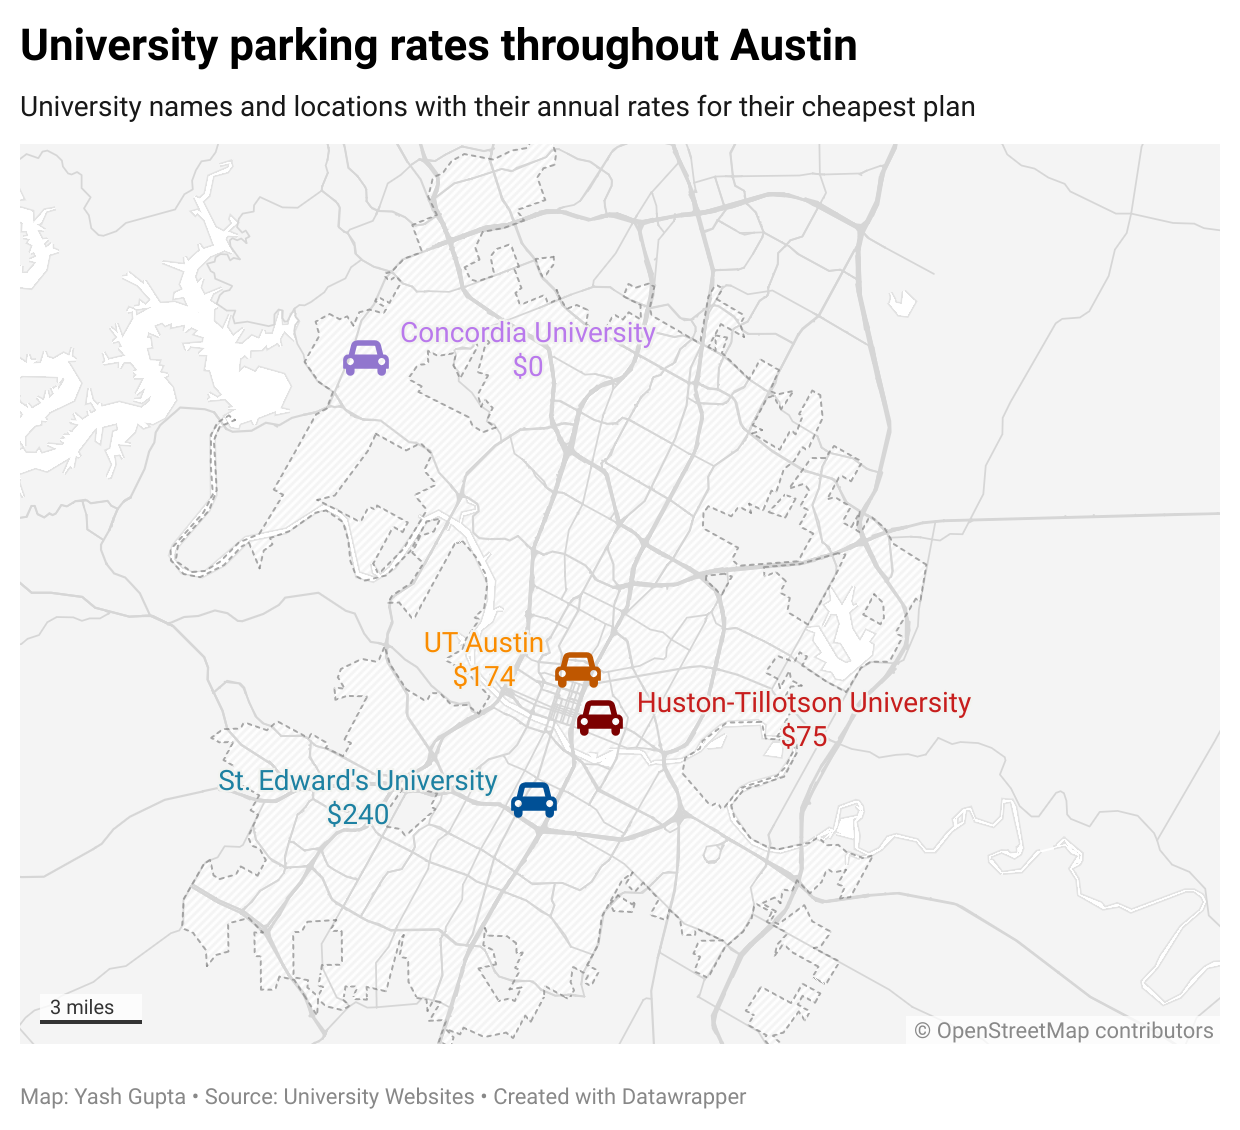 University parking rates throughout Austin
University names and locations with their annual rates for their cheapest plan
Concordia University
$0
UT Austin
$174
Huston-Tillotson University
$75
St. Edward's University
$240
3 miles
© OpenStreetMap contributors
Map: Yash Gupta • Source: University Websites • Created with Datawrapper